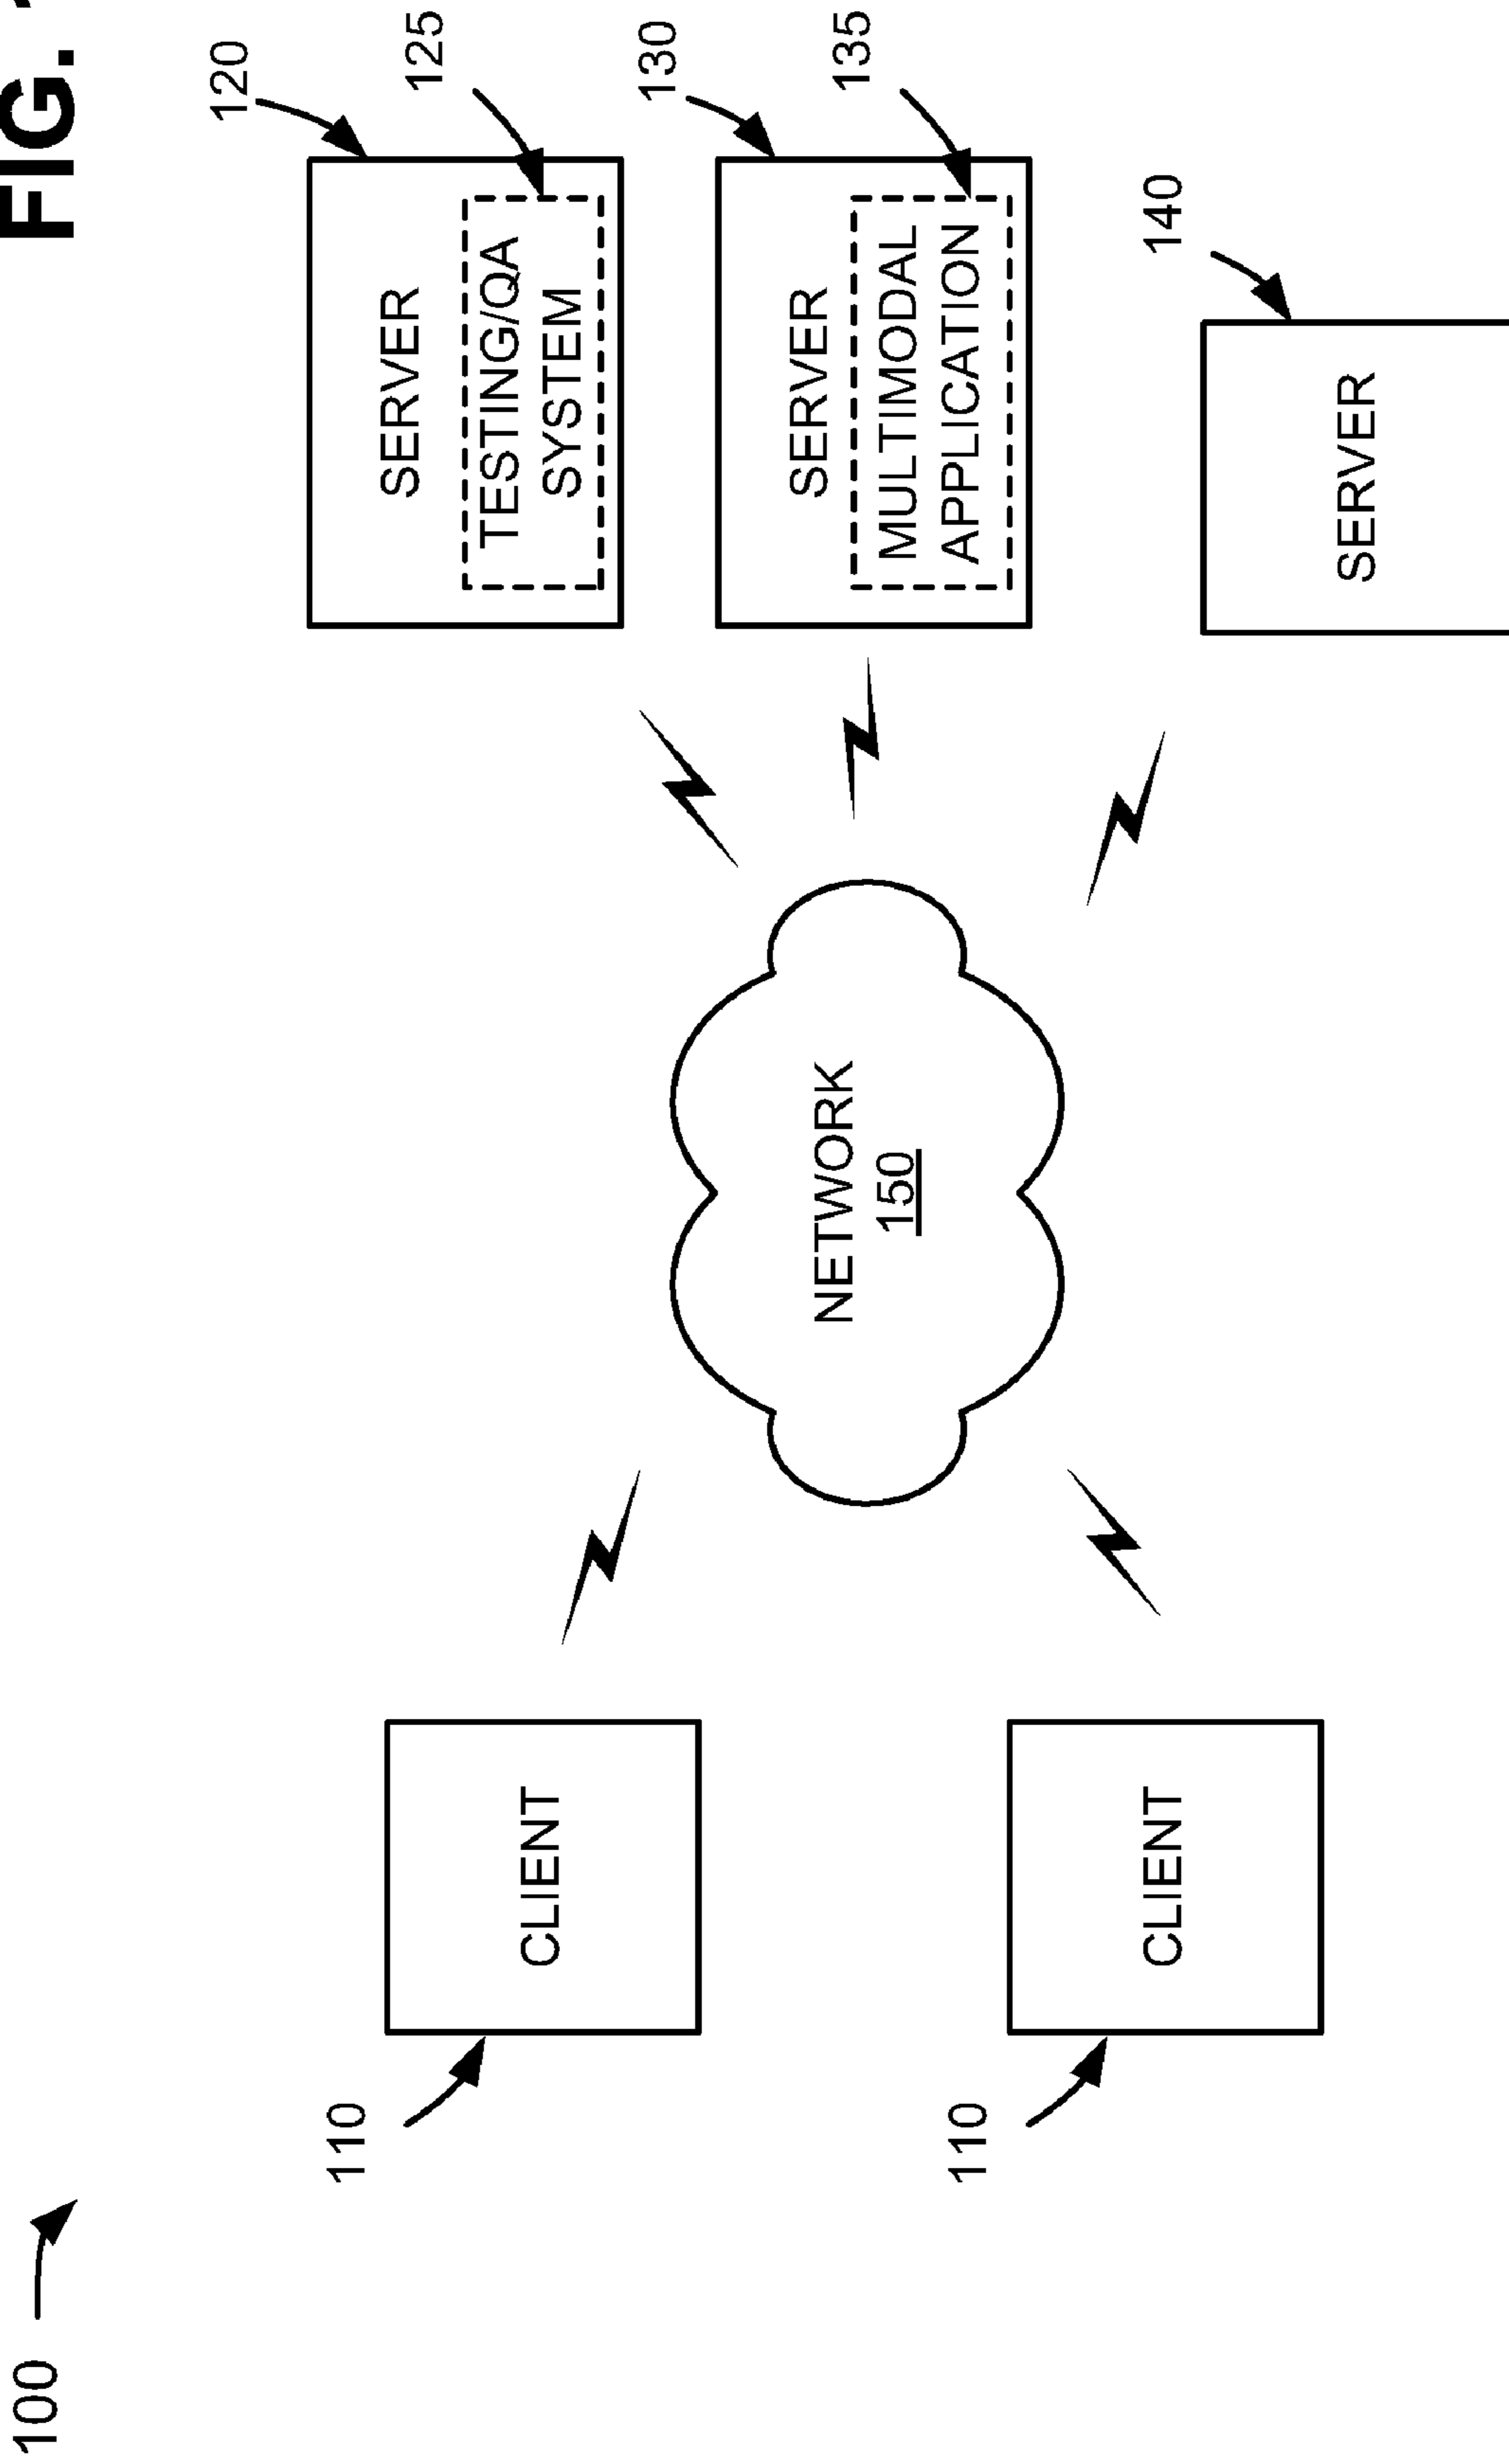 FIG.
100
120
110
SERVER
125
TESTING/QA
SYSTEM
CLIENT
130
SERVER
135
MULTIMODAL
APPLICATION
NETWORK
150
110
CLIENT
140
SERVER